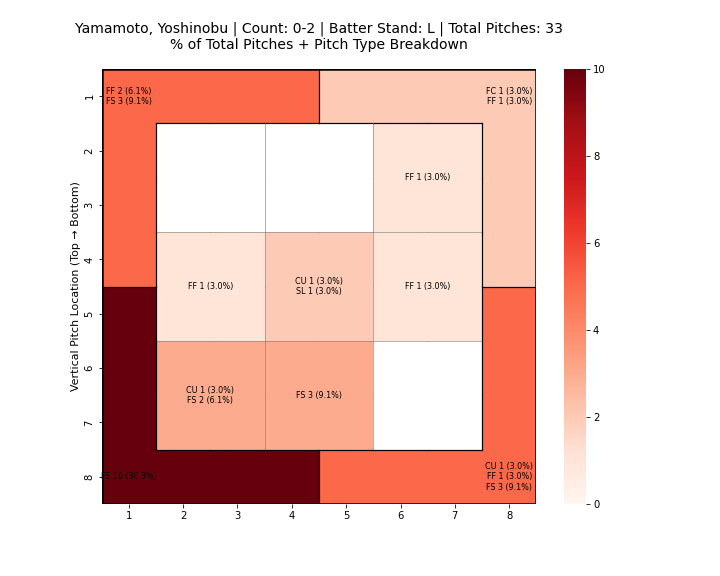 Yamamoto, Yoshinobu | Count: 0-2 | Batter Stand: L | Total Pitches: 33
% of Total Pitches + Pitch Type Breakdown
Vertical Pitch Location (Top → Bottom)
1
2
3
4
5
6
7
8
FF 2 (6.1%)
FS 3 (9.1%)
FC 1 (3.0%)
FF 1 (3.0%)
FF 1 (3.0%)
FF 1 (3.0%)
CU 1 (3.0%)
SL 1 (3.0%)
FF 1 (3.0%)
CU 1 (3.0%)
FS 2 (6.1%)
FS 3 (9.1%)
FS 10 (30.3%)
CU 1 (3.0%)
FF 1 (3.0%)
FS 3 (9.1%)
1 2 3 4 5 6 7 8
10
8
6
4
2
0